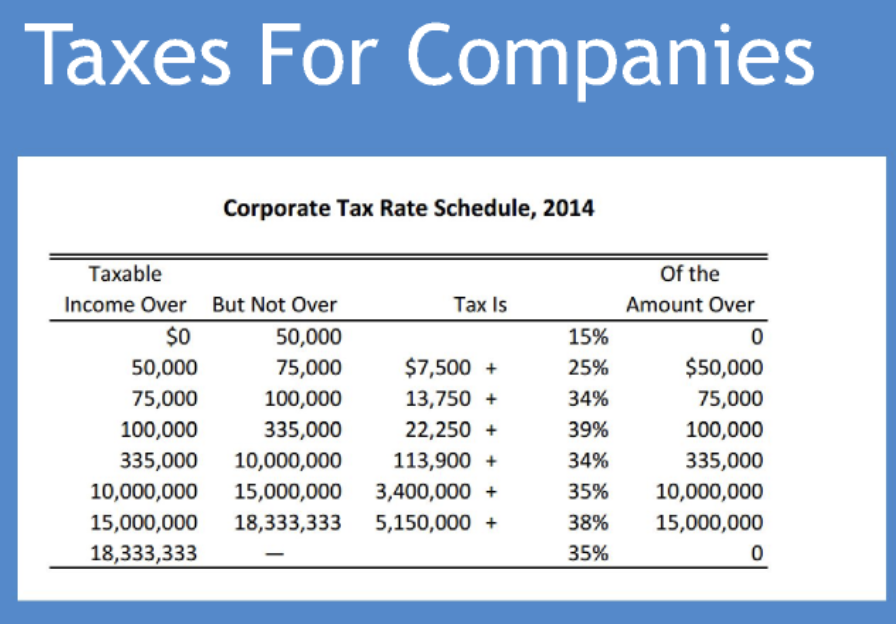 Taxes For Companies
Corporate Tax Rate Schedule, 2014
Taxable Of the
Income Over But Not Over Tax Is Amount Over
$0 50,000 15% 0
50,000 75,000 $7,500 + 25% $50,000
75,000 100,000 13,750 + 34% 75,000
100,000 335,000 22,250 + 39% 100,000
335,000 10,000,000 113,900 + 34% 335,000
10,000,000 15,000,000 3,400,000 + 35% 10,000,000
15,000,000 18,333,333 5,150,000 + 38% 15,000,000
18,333,333 — 35% 0